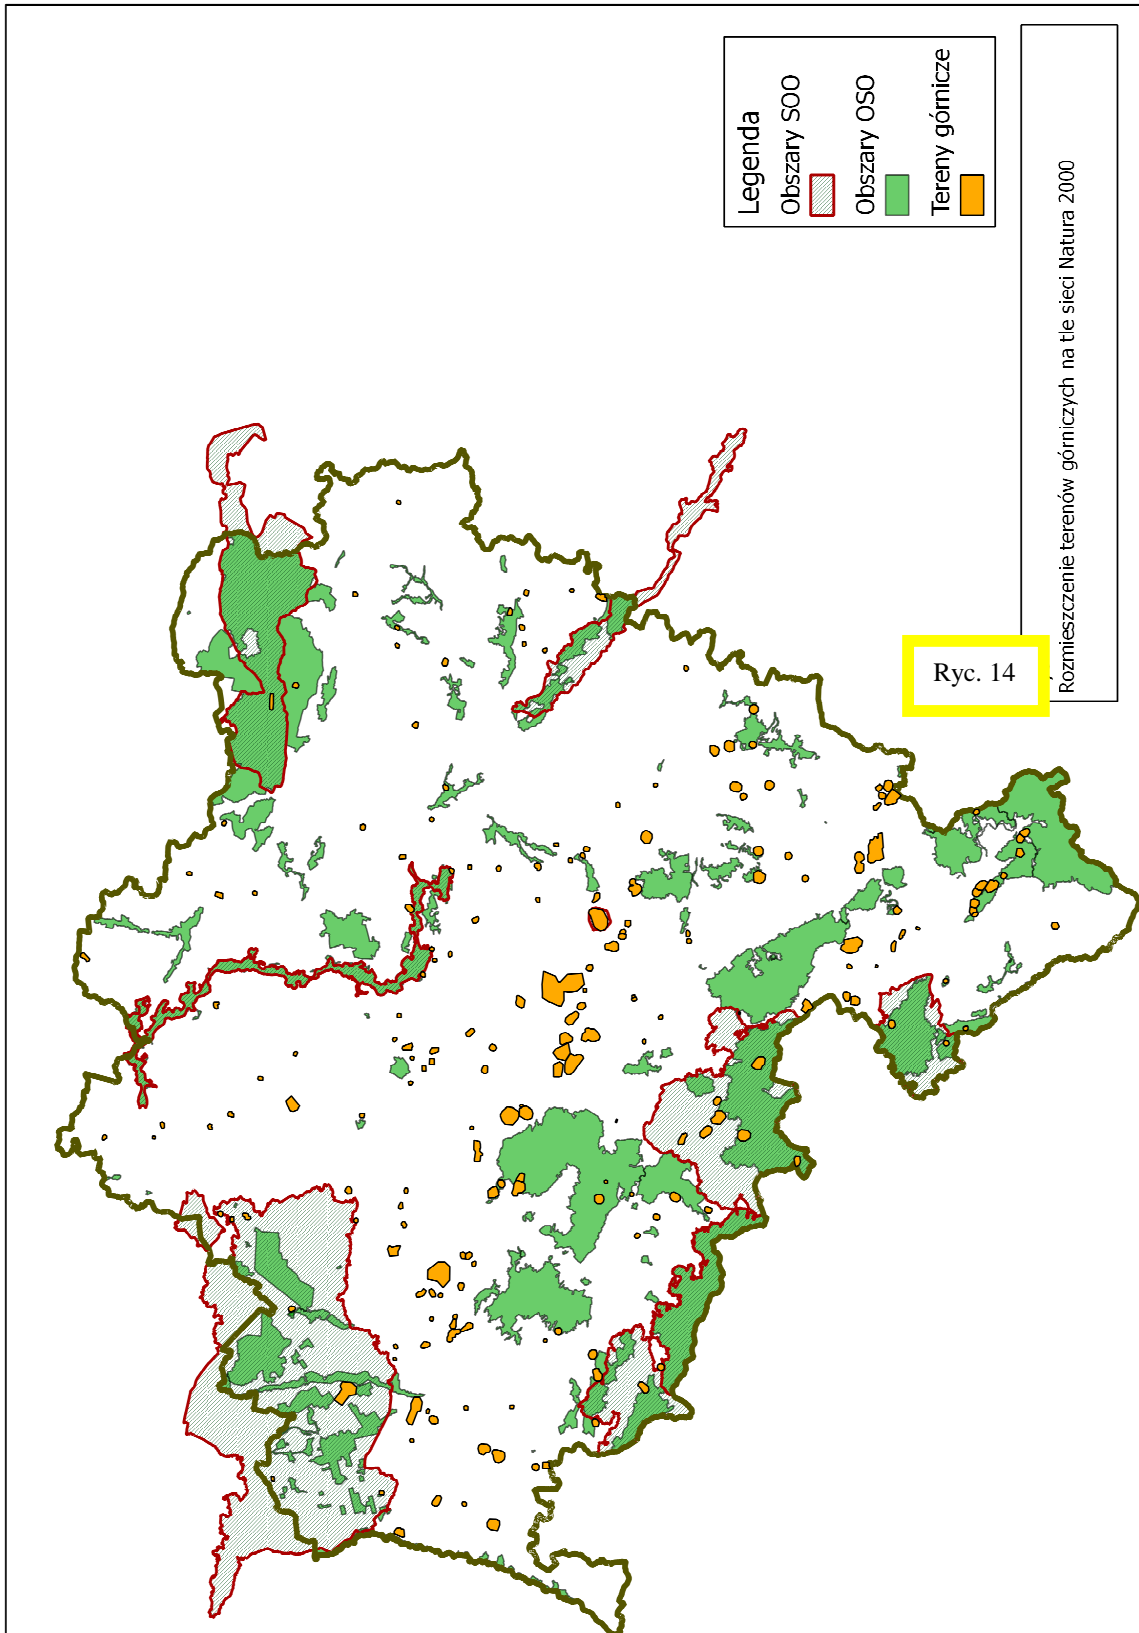 Legenda
Obszary SOO
Obszary OSO
Tereny górnicze
Ryc. 14
Rozmieszczenie terenów górniczych na tle sieci Natura 2000